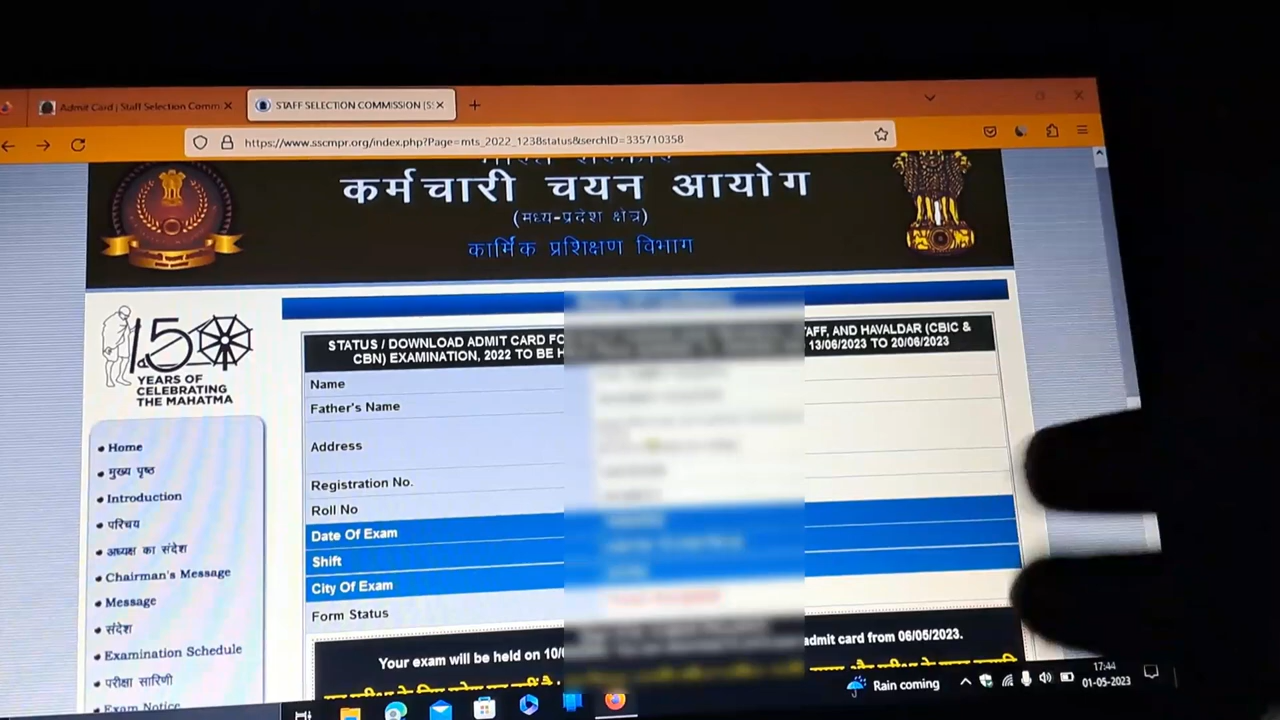 Admit Card | Staff Selection Comm
STAFF SELECTION COMMISSION (S
https://www.sscmpr.org/index.php?Page=mts_2022_123&status&serchID=335710358
भारत सरकार
कर्मचारी चयन आयोग
(मध्य-प्रदेश क्षेत्र)
कार्मिक प्रशिक्षण विभाग
150
YEARS OF
CELEBRATING
THE MAHATMA
STATUS / DOWNLOAD ADMIT CARD FO AFF, AND HAVALDAR (CBIC &
CBN) EXAMINATION, 2022 TO BE H 13/06/2023 TO 20/06/2023
Name
Father's Name
Address
Registration No.
Roll No
Date Of Exam
Shift
City Of Exam
Form Status
Your exam will be held on 10/ admit card from 06/05/2023.
Home
मुख्य पृष्ठ
Introduction
परिचय
अध्यक्ष का संदेश
Chairman's Message
Message
संदेश
Examination Schedule
परीक्षा सारिणी
Exam Notice
Rain coming
17:44
01-05-2023